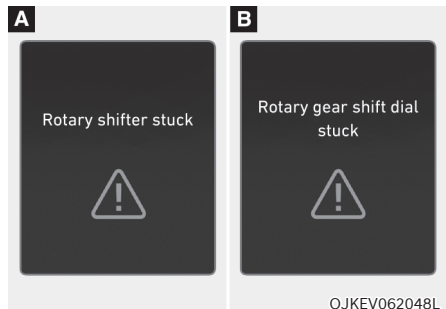 A
Rotary shifter stuck
B
Rotary gear shift dial
stuck
OJKEV062048L